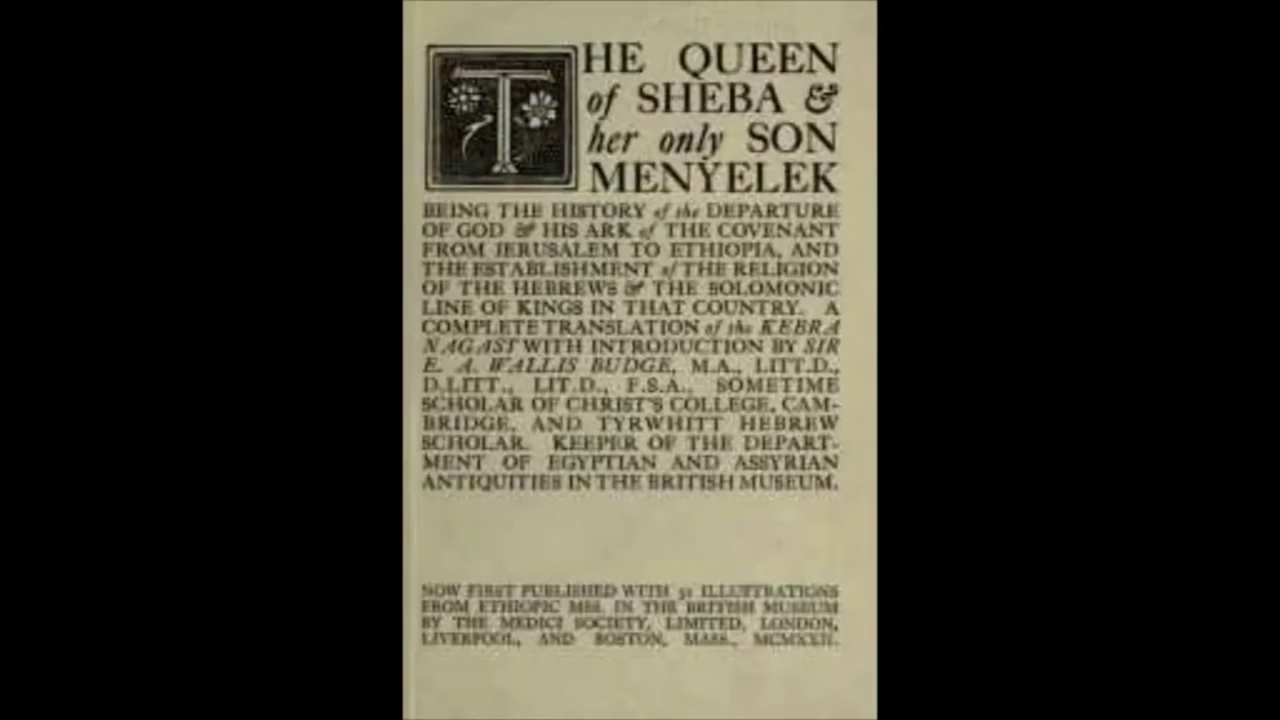 THE QUEEN
of SHEBA &
her only SON
MENYELEK
BEING THE HISTORY of the DEPARTURE
OF GOD & HIS ARK of THE COVENANT
FROM JERUSALEM TO ETHIOPIA, AND
THE ESTABLISHMENT of THE RELIGION
OF THE HEBREWS & THE SOLOMONIC
LINE OF KINGS IN THAT COUNTRY. A
COMPLETE TRANSLATION of the KEBRA
NAGAST WITH INTRODUCTION BY SIR
E. A. WALLIS BUDGE, M.A., LITT.D.,
D.LITT., LIT.D., F.S.A., SOMETIME
SCHOLAR OF CHRIST'S COLLEGE, CAM-
BRIDGE, AND TYRWHITT HEBREW
SCHOLAR. KEEPER OF THE DEPART-
MENT OF EGYPTIAN AND ASSYRIAN
ANTIQUITIES IN THE BRITISH MUSEUM.
NOW FIRST PUBLISHED WITH 31 ILLUSTRATIONS
FROM ETHIOPIC MSS. IN THE BRITISH MUSEUM
BY THE MEDICI SOCIETY, LIMITED, LONDON,
LIVERPOOL, AND BOSTON, MASS., MCMXXII.